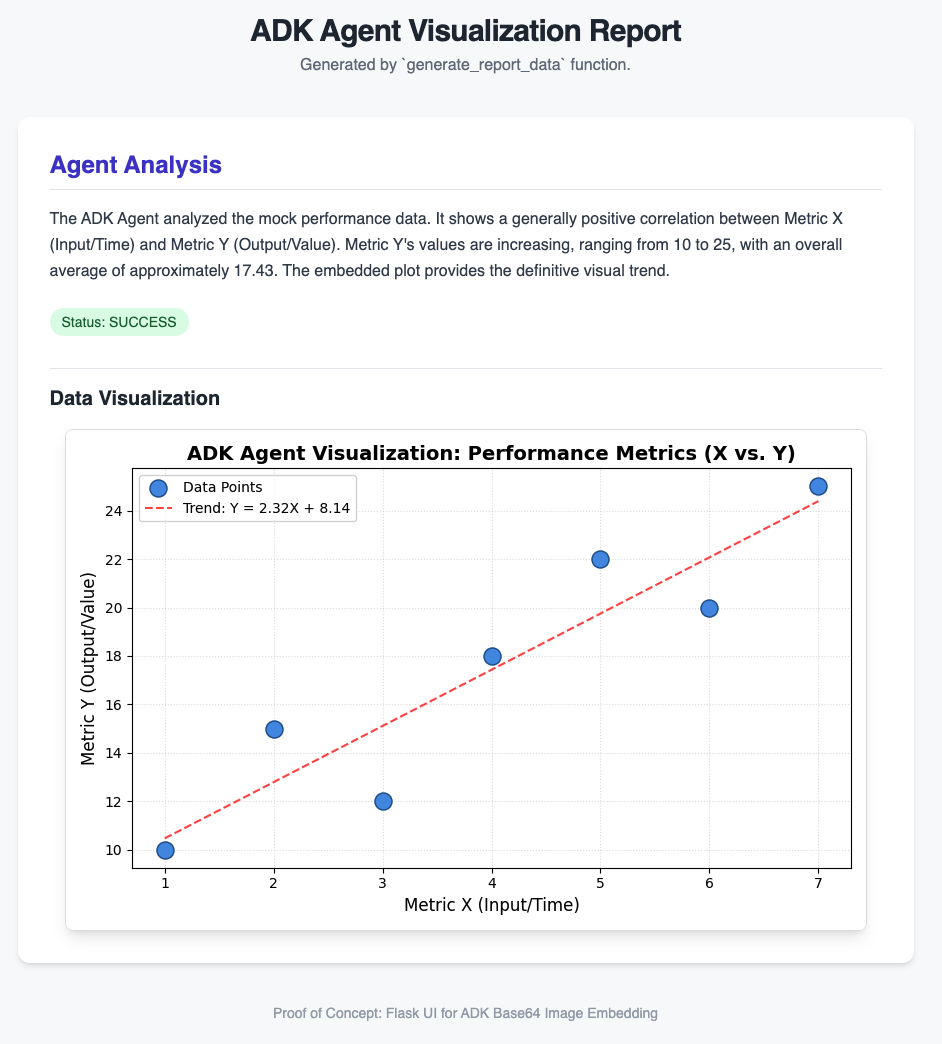 ADK Agent Visualization Report
Generated by `generate_report_data` function.
Agent Analysis
The ADK Agent analyzed the mock performance data. It shows a generally positive correlation between Metric X
(Input/Time) and Metric Y (Output/Value). Metric Y's values are increasing, ranging from 10 to 25, with an overall
average of approximately 17.43. The embedded plot provides the definitive visual trend.
Status: SUCCESS
Data Visualization
ADK Agent Visualization: Performance Metrics (X vs. Y)
Data Points
Trend: Y = 2.32X + 8.14
Metric Y (Output/Value)
24
22
20
18
16
14
12
10
1 2 3 4 5 6 7
Metric X (Input/Time)
Proof of Concept: Flask UI for ADK Base64 Image Embedding